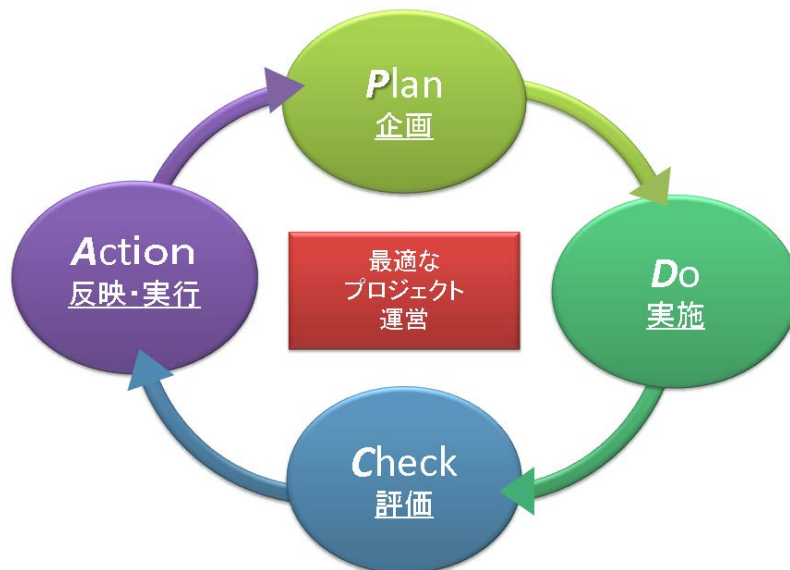 Plan
企画
Do
実施
Check
評価
Action
反映・実行
最適な
プロジェクト
運営